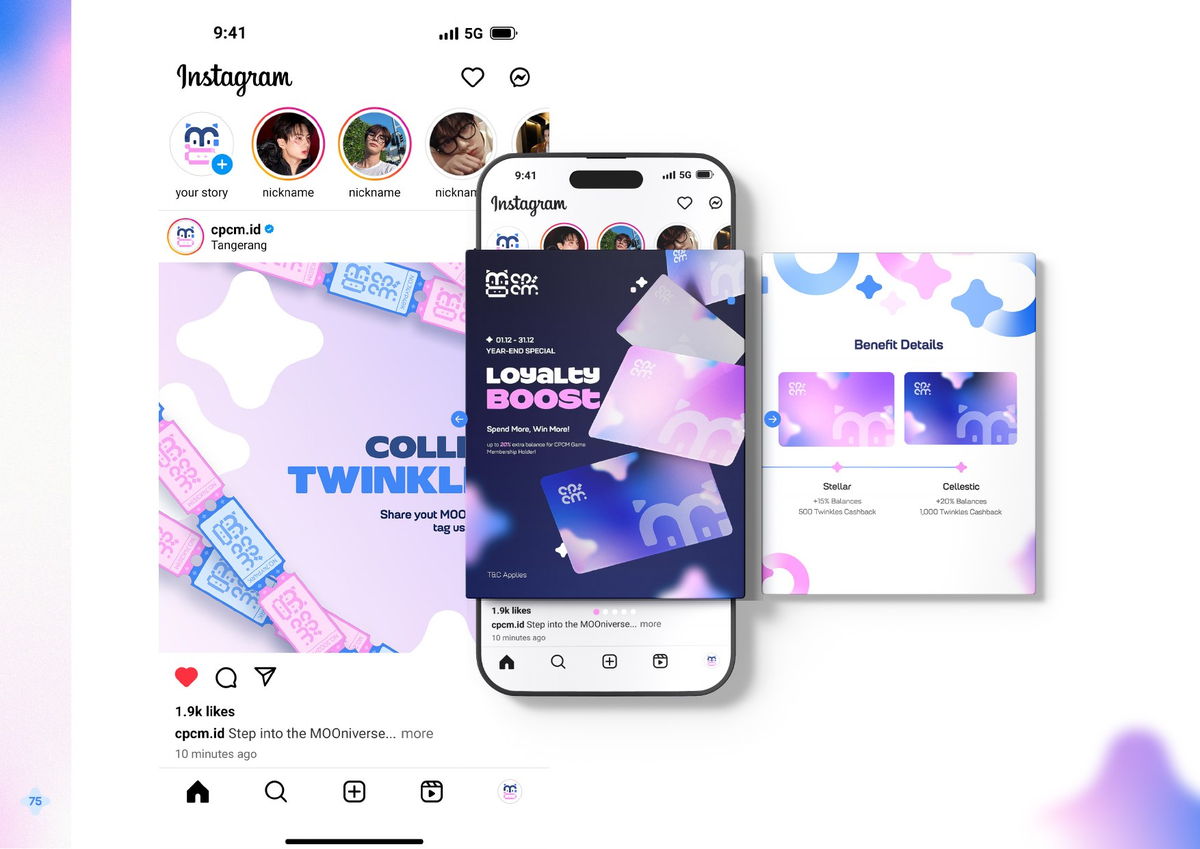 9:41
5G
Instagram
your story
nickname
nickname
nicknam
cpcm.id
Tangerang
COLLE
TWINKL
Share yout MOO
tag us
1.9k likes
cpcm.id Step into the MOOniverse... more
10 minutes ago
9:41
5G
Instagram
cpcm
01.12 - 31.12
YEAR-END SPECIAL
LOYALTY
BOOST
Spend More, Win More!
up to 20% extra balance for CPCM Game
Membership Holder!
T&C Applies
1.9k likes
cpcm.id Step into the MOOniverse... more
10 minutes ago
Benefit Details
cpcm
cpcm
Stellar
+15% Balances
500 Twinkles Cashback
Cellestic
+20% Balances
1,000 Twinkles Cashback
75